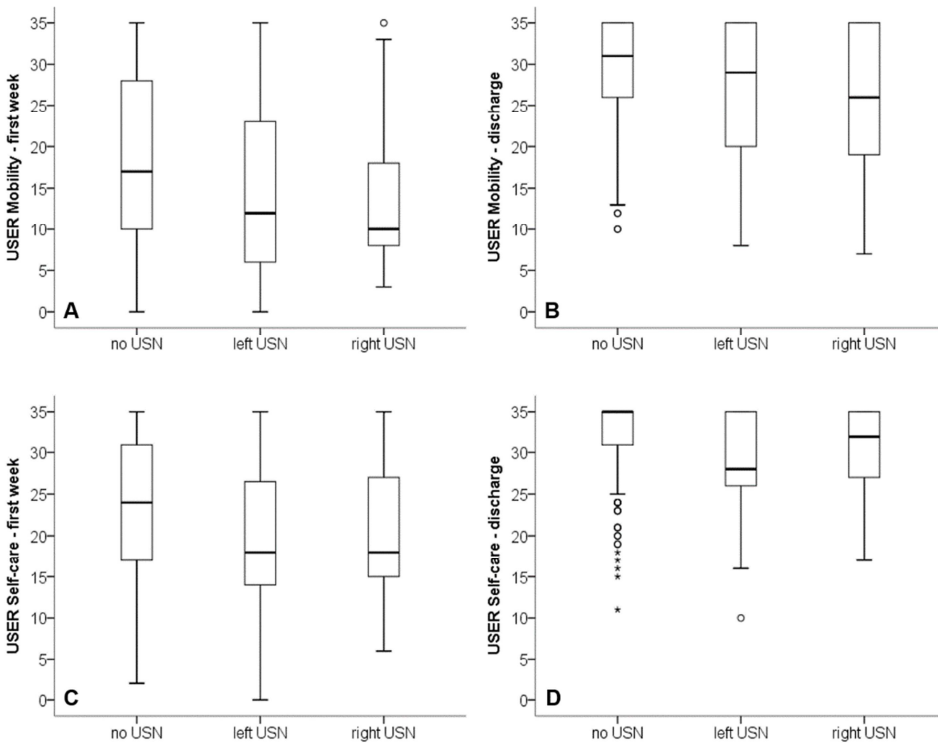 USER Mobility - first week
35
30
25
20
15
10
5
0
A
no USN left USN right USN
USER Mobility - discharge
35
30
25
20
15
10
5
0
B
no USN left USN right USN
USER Self-care - first week
35
30
25
20
15
10
5
0
C
no USN left USN right USN
USER Self-care - discharge
35
30
25
20
15
10
5
0
D
no USN left USN right USN